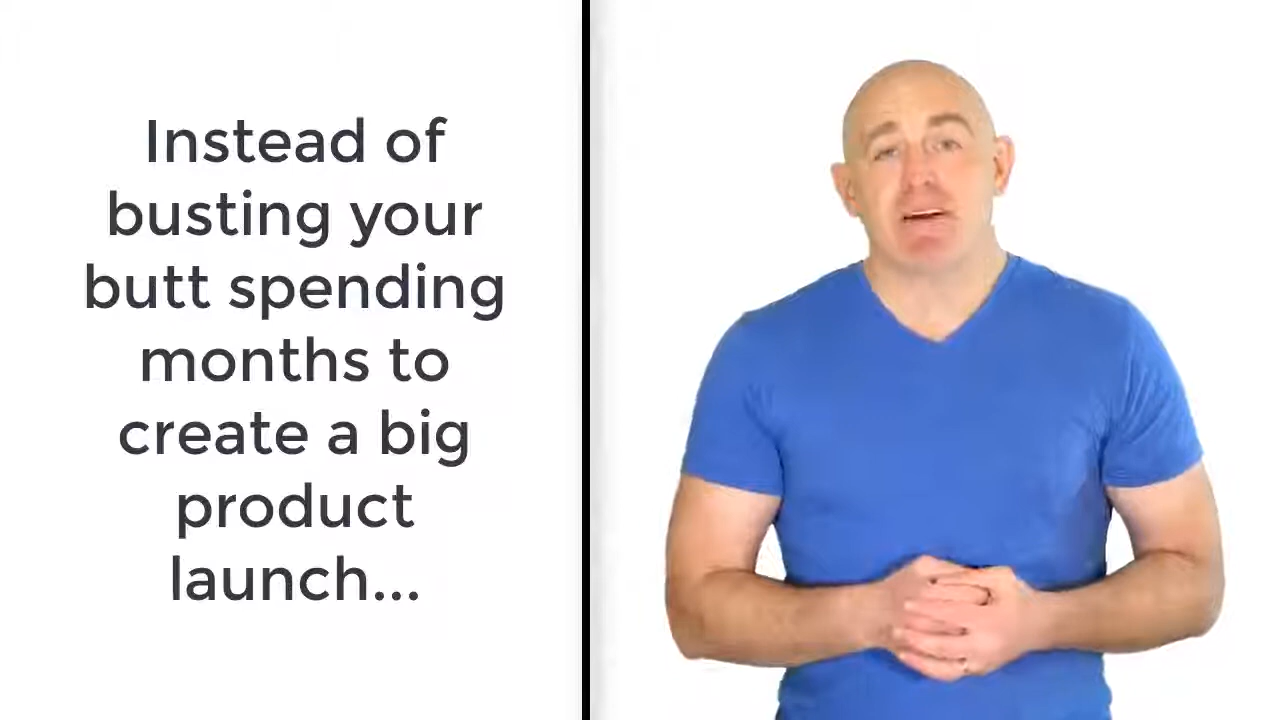 Instead of
busting your
butt spending
months to
create a big
product
launch...